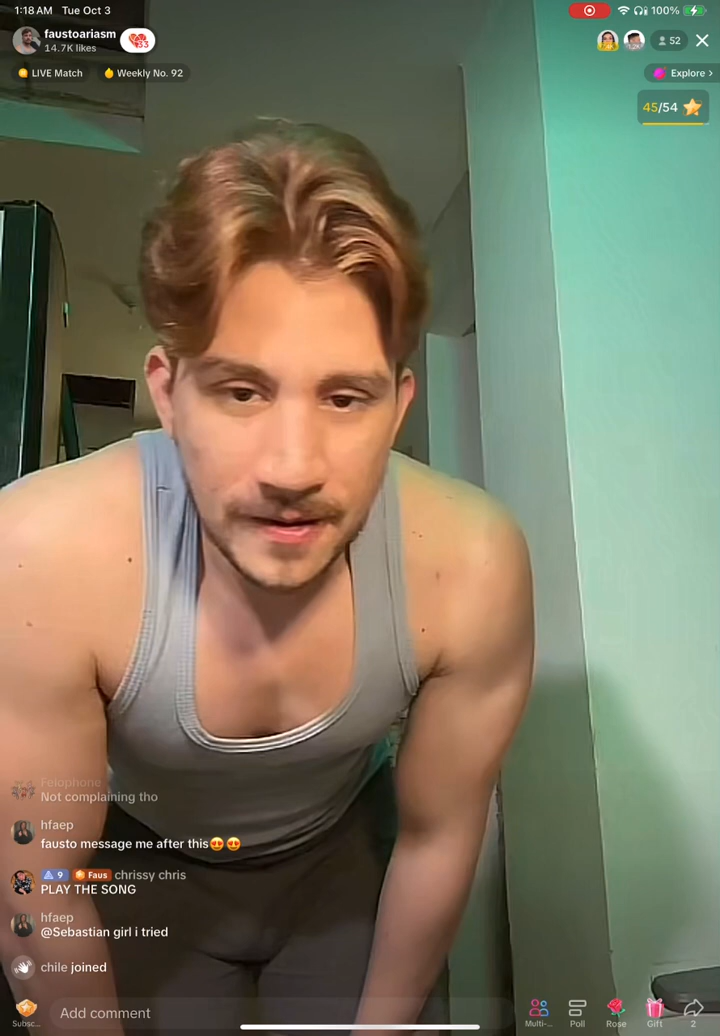 1:18 AM Tue Oct 3
100%
faustoariasm
14.7K likes
33
52
LIVE Match
Weekly No. 92
Explore >
45/54
Felophone
Not complaining tho
hfaep
fausto message me after this😍😍
9 Faus chrissy chris
PLAY THE SONG
hfaep
@Sebastian girl i tried
chile joined
Add comment
Subsc...
Multi-...
Poll
Rose
Gift
2